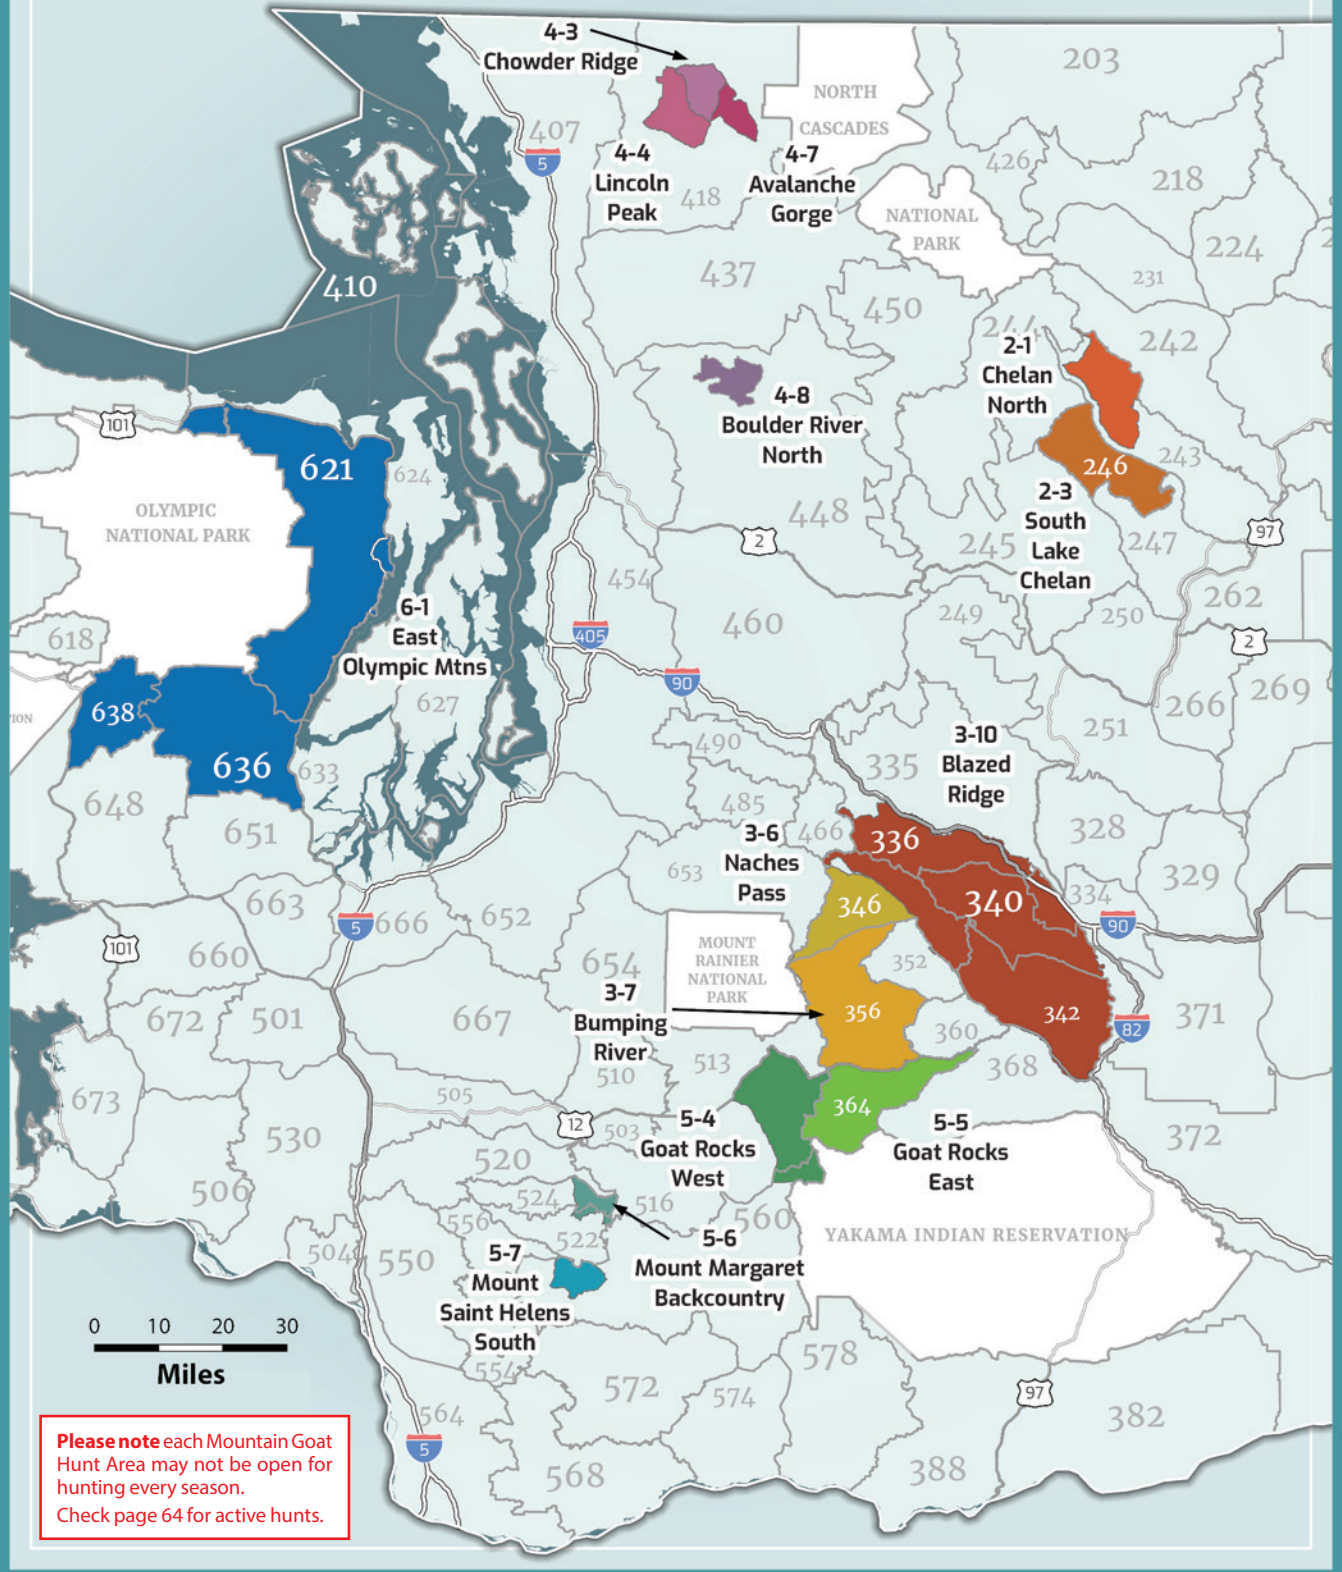 4-3
Chowder Ridge
203
NORTH
CASCADES
407
5
4-4
Lincoln
Peak
418
4-7
Avalanche
Gorge
426
218
NATIONAL
PARK
224
2
410
437
231
450
244
242
2-1
Chelan
North
4-8
Boulder River
North
101
621
624
246
243
2-3
South
Lake
Chelan
OLYMPIC
NATIONAL PARK
448
2
245
247
97
454
6-1
East
Olympic Mtns
405
460
249
250
262
618
2
90
627
638
TION
266
269
251
636
633
490
335
3-10
Blazed
Ridge
648
485
651
466
336
328
3-6
Naches
Pass
653
329
346
340
334
663
5
666
652
90
101
660
MOUNT
RAINIER
NATIONAL
PARK
352
654
3-7
Bumping
River
672
501
667
356
342
82
371
360
513
368
510
673
505
364
12
503
5-4
Goat Rocks
West
5-5
Goat Rocks
East
372
530
520
506
524
516
556
560
522
5-6
Mount Margaret
Backcountry
YAKAMA INDIAN RESERVATION
504
550
5-7
Mount
Saint Helens
South
0 10 20 30
Miles
578
554
572
574
97
382
564
5
568
388
Please note each Mountain Goat
Hunt Area may not be open for
hunting every season.
Check page 64 for active hunts.